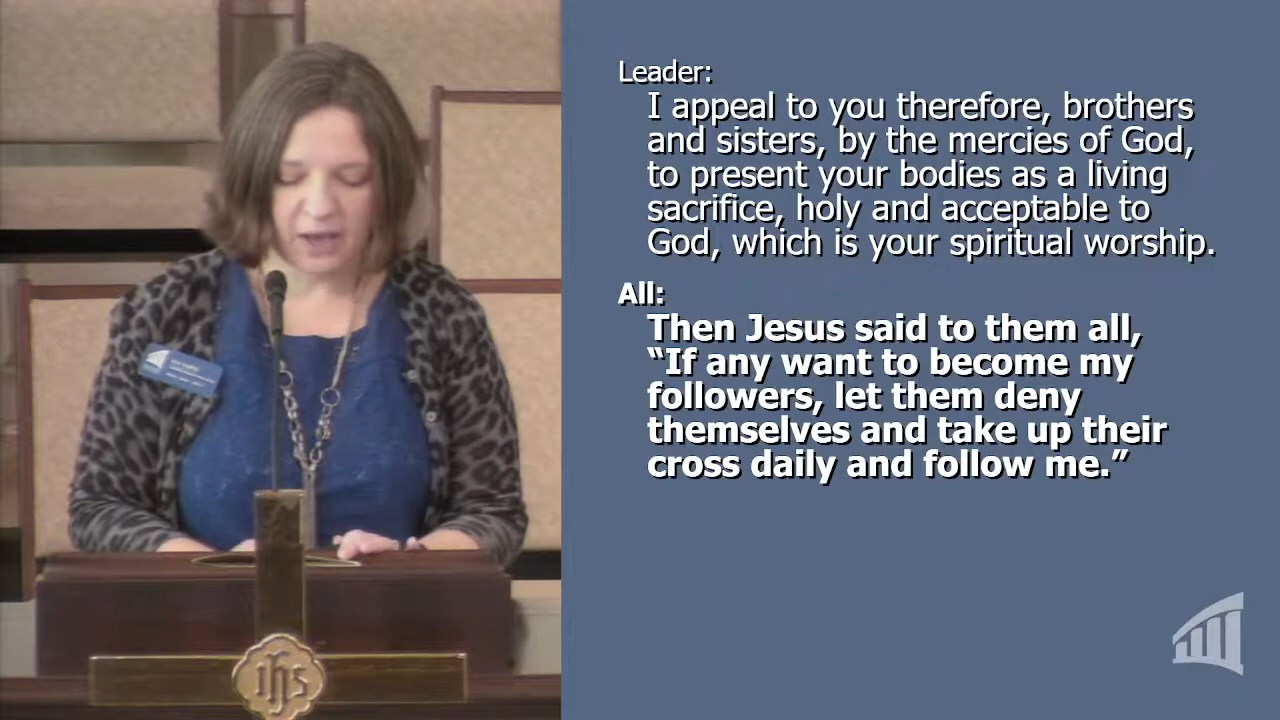 Leader:
I appeal to you therefore, brothers
and sisters, by the mercies of God,
to present your bodies as a living
sacrifice, holy and acceptable to
God, which is your spiritual worship.
All:
Then Jesus said to them all,
“If any want to become my
followers, let them deny
themselves and take up their
cross daily and follow me.”
ihs